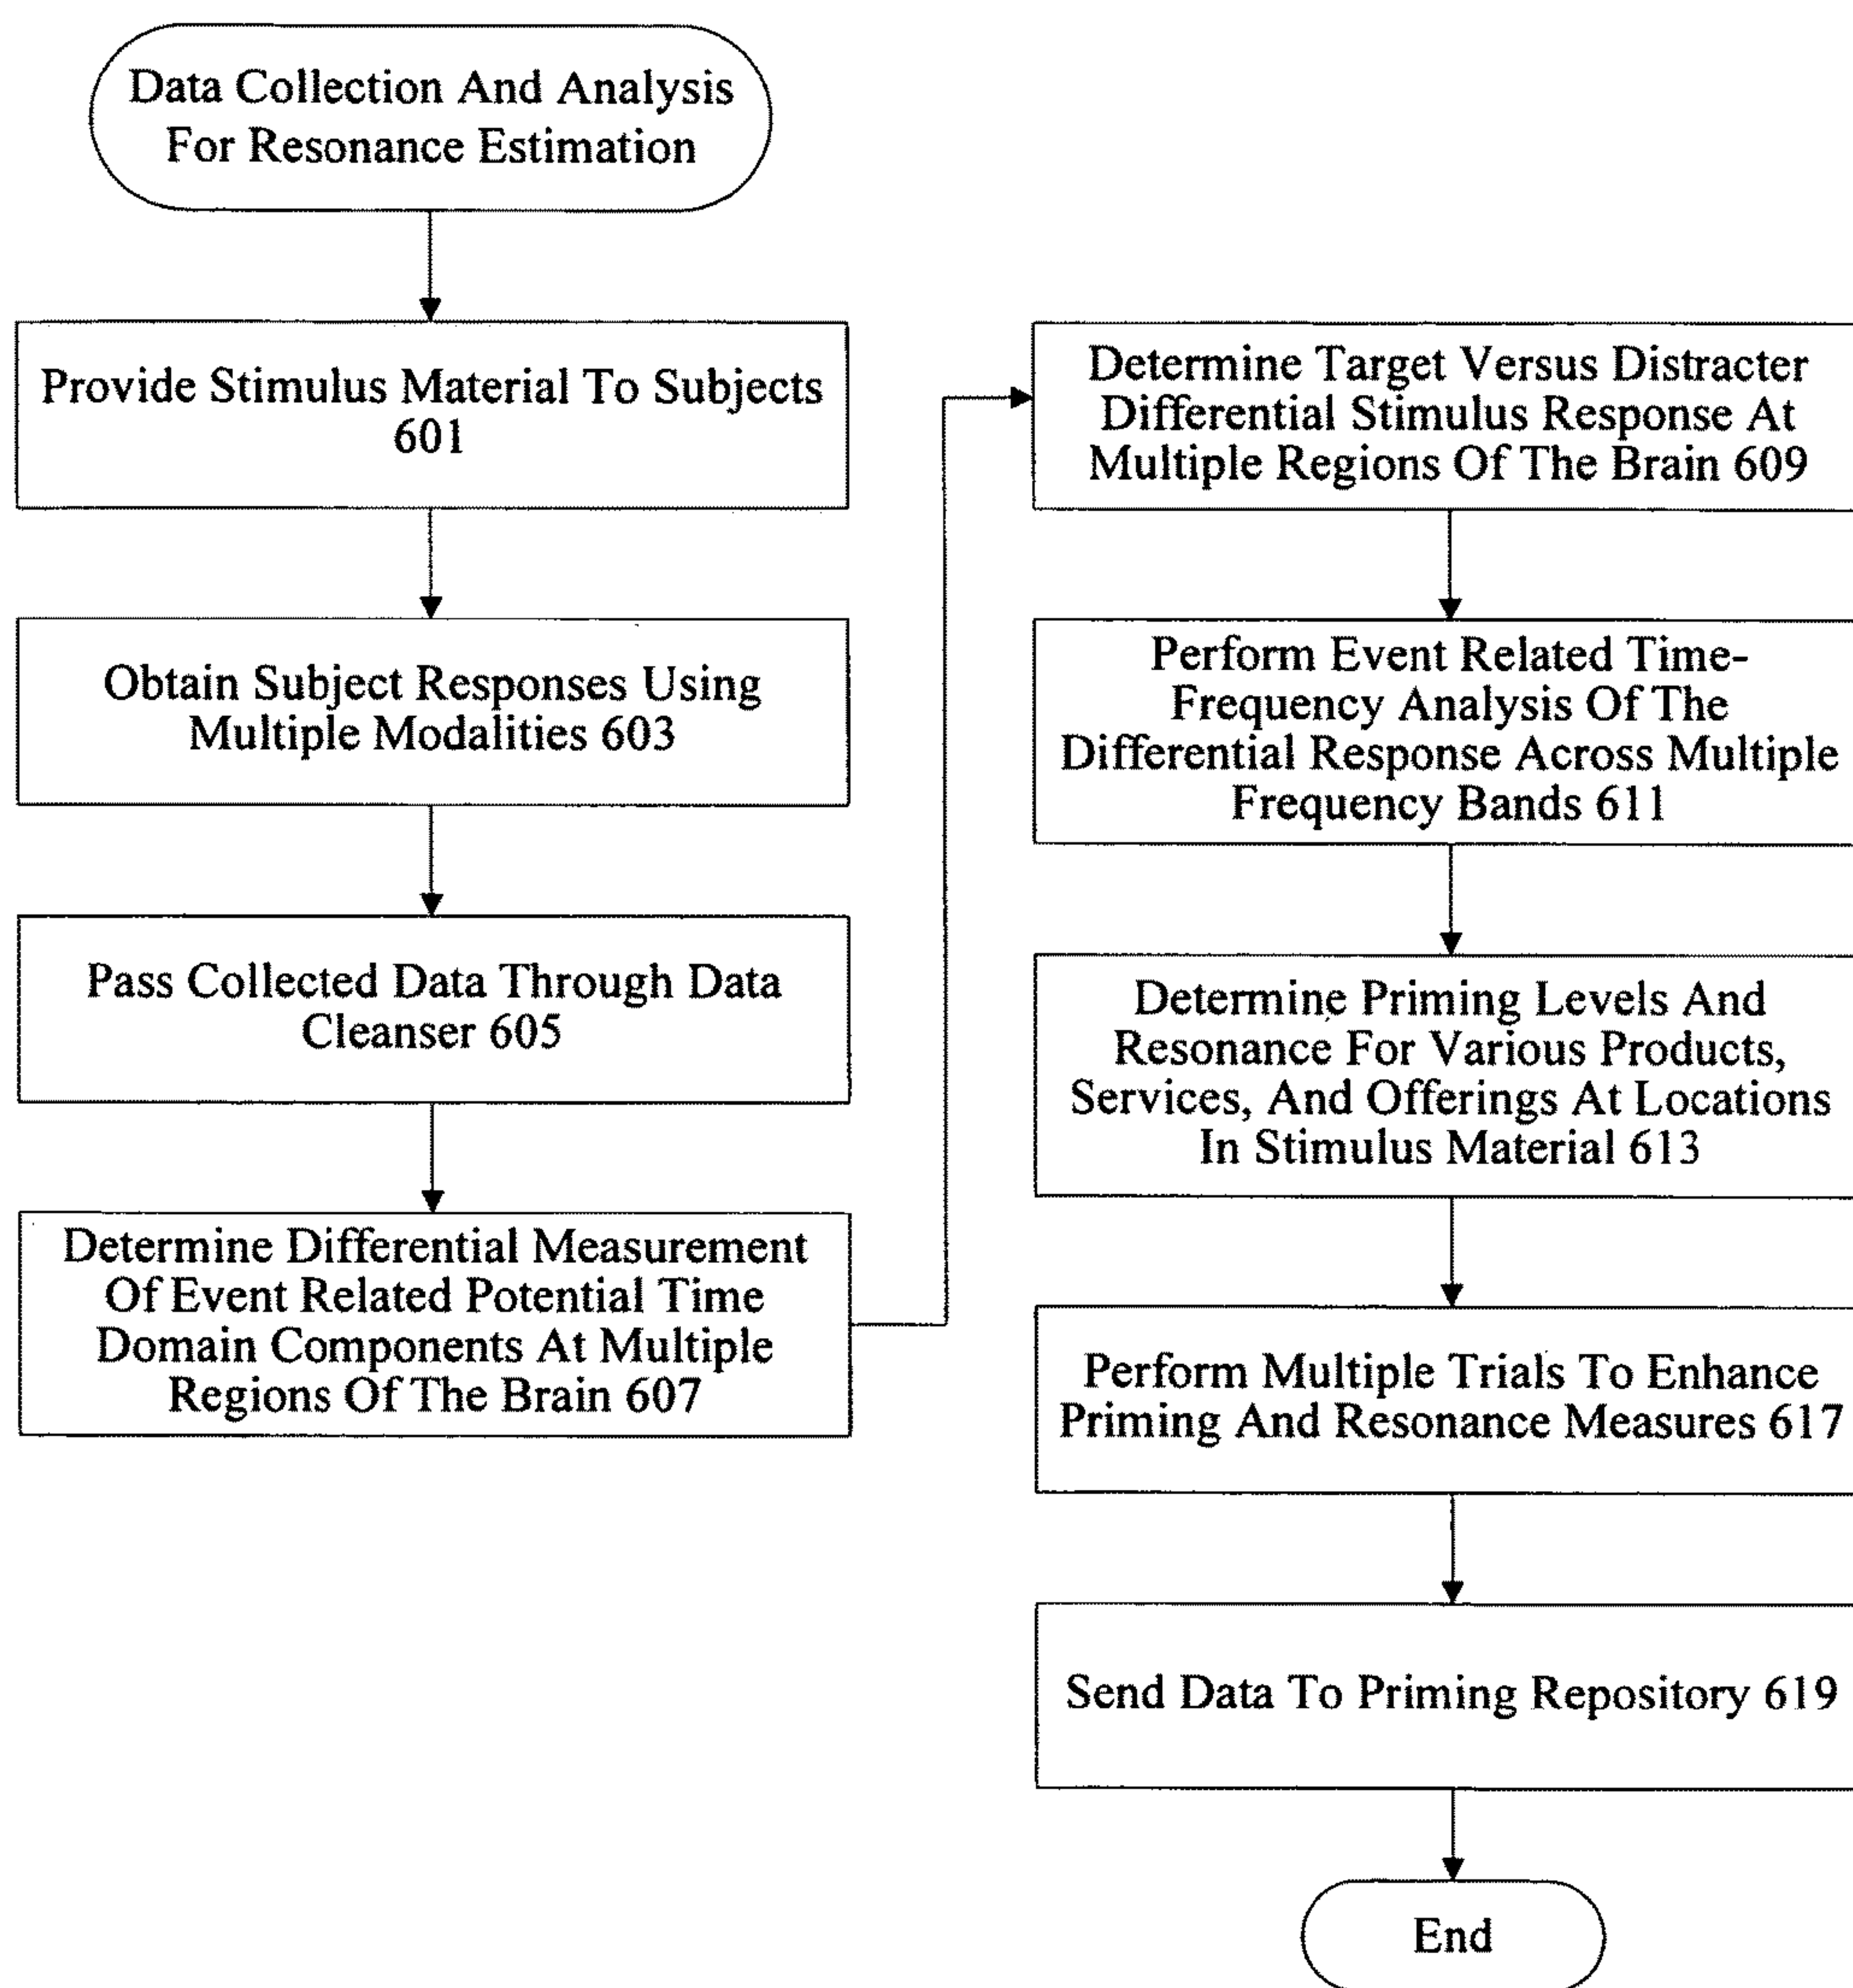 Data Collection And Analysis
For Resonance Estimation
Provide Stimulus Material To Subjects
601
Obtain Subject Responses Using
Multiple Modalities 603
Pass Collected Data Through Data
Cleanser 605
Determine Differential Measurement
Of Event Related Potential Time
Domain Components At Multiple
Regions Of The Brain 607
Determine Target Versus Distracter
Differential Stimulus Response At
Multiple Regions Of The Brain 609
Perform Event Related Time-
Frequency Analysis Of The
Differential Response Across Multiple
Frequency Bands 611
Determine Priming Levels And
Resonance For Various Products,
Services, And Offerings At Locations
In Stimulus Material 613
Perform Multiple Trials To Enhance
Priming And Resonance Measures 617
Send Data To Priming Repository 619
End